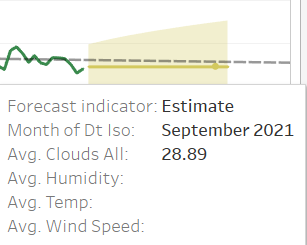 Forecast indicator: Estimate
Month of Dt Iso: September 2021
Avg. Clouds All: 28.89
Avg. Humidity:
Avg. Temp:
Avg. Wind Speed: